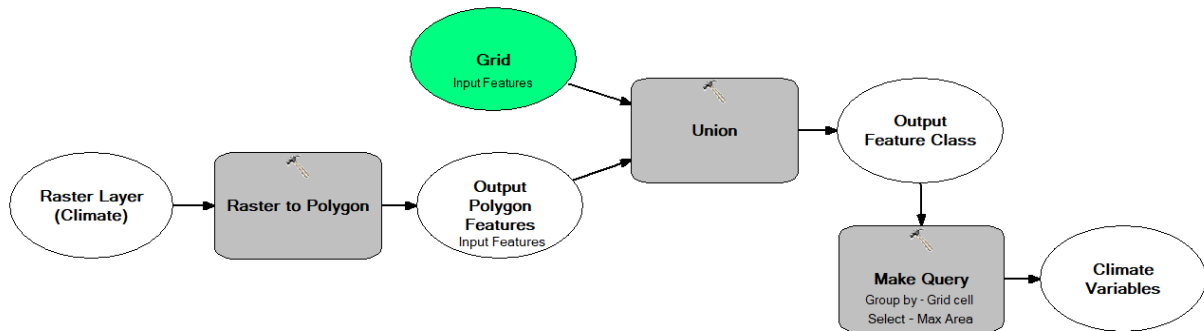 Grid
Input Features
Union
Output
Feature Class
Raster Layer
(Climate)
Raster to Polygon
Output
Polygon
Features
Input Features
Make Query
Group by - Grid cell
Select - Max Area
Climate
Variables